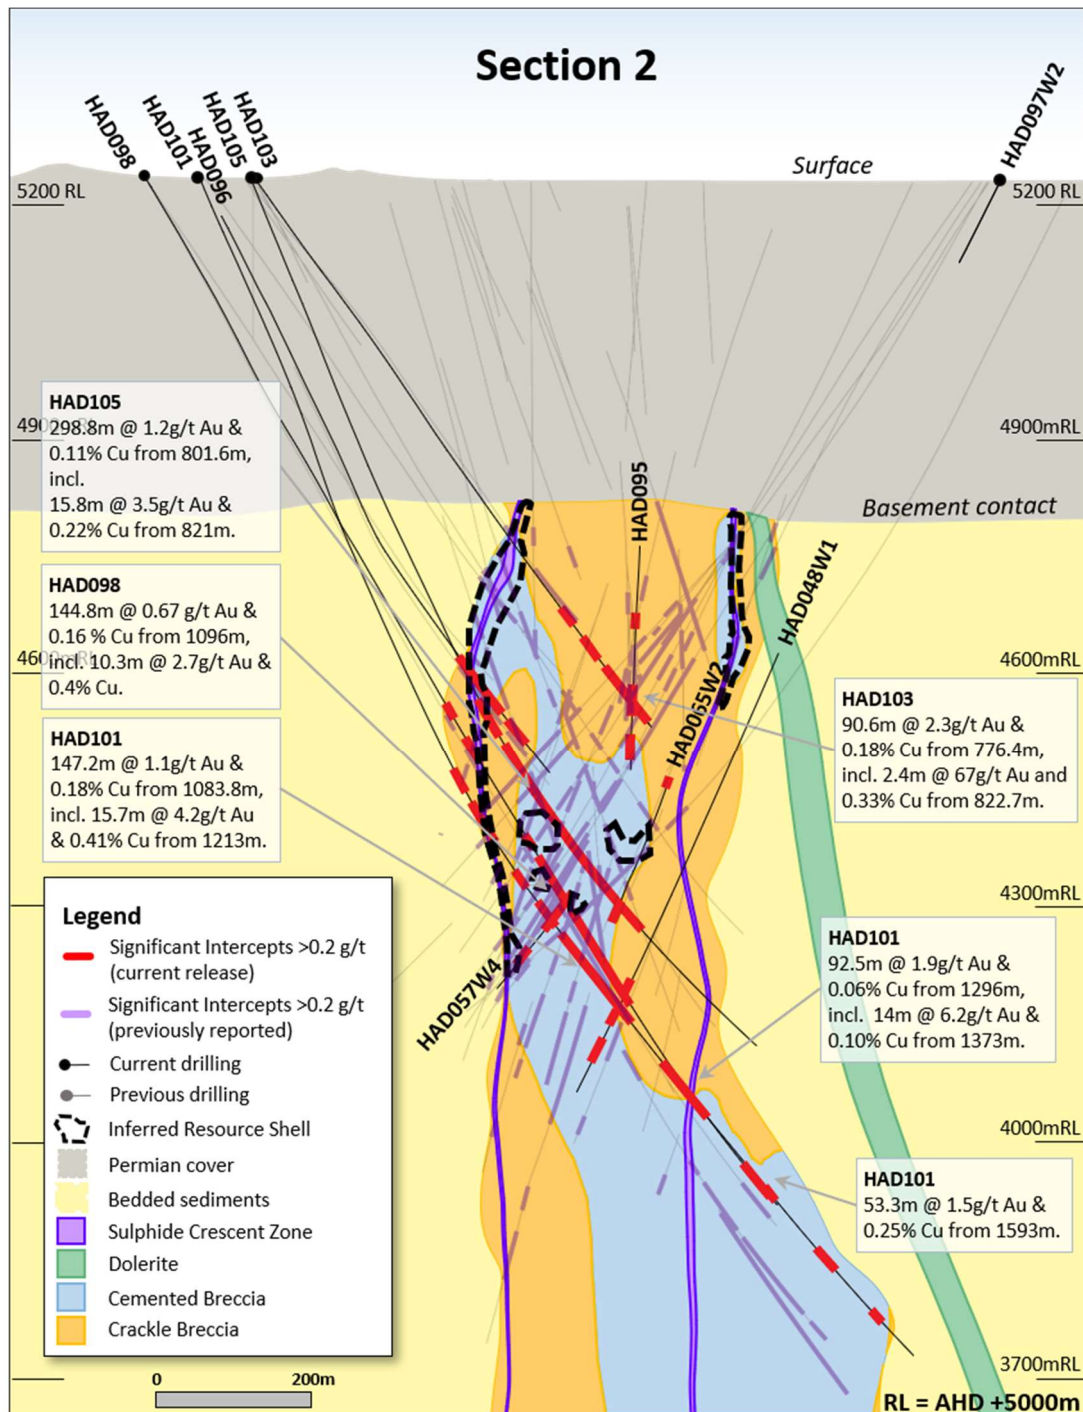 Section 2
HAD098
HAD101
HAD096
HAD105
HAD103
HAD097W2
Surface
5200 RL
5200 RL
HAD105
298.8m @ 1.2g/t Au &
0.11% Cu from 801.6m,
incl.
15.8m @ 3.5g/t Au &
0.22% Cu from 821m.
4900mRL
HAD095
Basement contact
HAD048W1
HAD098
144.8m @ 0.67 g/t Au &
0.16 % Cu from 1096m,
incl. 10.3m @ 2.7g/t Au &
0.4% Cu.
4600mRL
HAD065W2
HAD103
90.6m @ 2.3g/t Au &
0.18% Cu from 776.4m,
incl. 2.4m @ 67g/t Au and
0.33% Cu from 822.7m.
HAD101
147.2m @ 1.1g/t Au &
0.18% Cu from 1083.8m,
incl. 15.7m @ 4.2g/t Au
& 0.41% Cu from 1213m.
4300mRL
HAD057W4
HAD101
92.5m @ 1.9g/t Au &
0.06% Cu from 1296m,
incl. 14m @ 6.2g/t Au &
0.10% Cu from 1373m.
4000mRL
HAD101
53.3m @ 1.5g/t Au &
0.25% Cu from 1593m.
Legend
Significant Intercepts >0.2 g/t
(current release)
Significant Intercepts >0.2 g/t
(previously reported)
Current drilling
Previous drilling
Inferred Resource Shell
Permian cover
Bedded sediments
Sulphide Crescent Zone
Dolerite
Cemented Breccia
Crackle Breccia
0 200m
3700mRL
RL = AHD +5000m